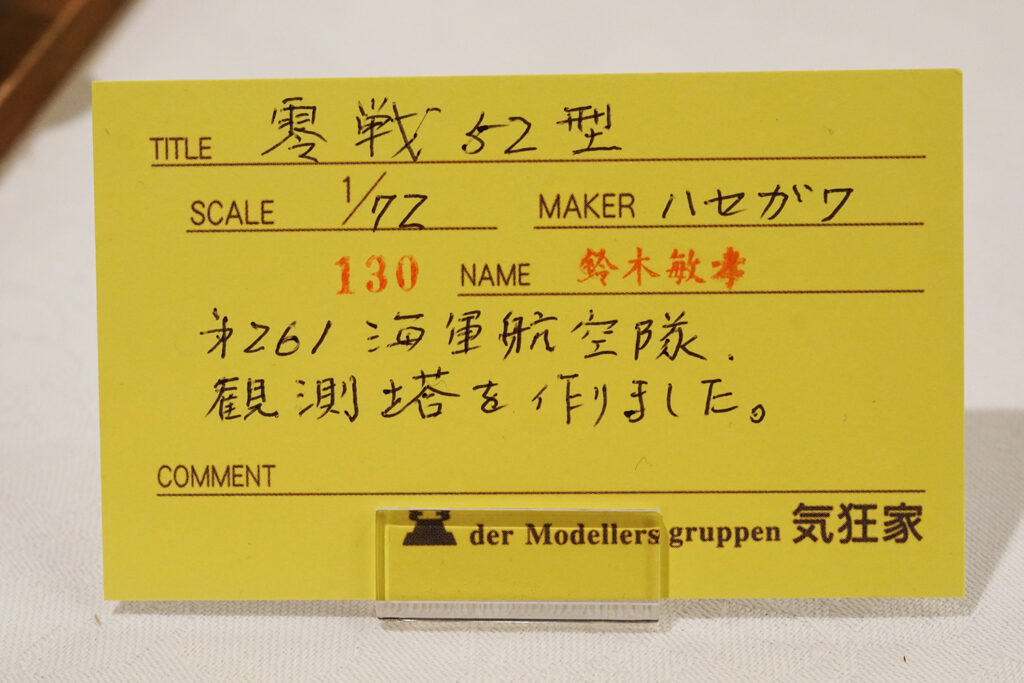 TITLE 零戦52型
SCALE 1/72 MAKER ハセガワ
130 NAME 鈴木敏孝
第261海軍航空隊.
観測塔を作りました。
COMMENT
der Modellers gruppen 気狂家